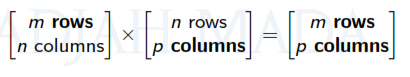 [m rows × [n rows = [m rows
n columns] p columns] p columns]